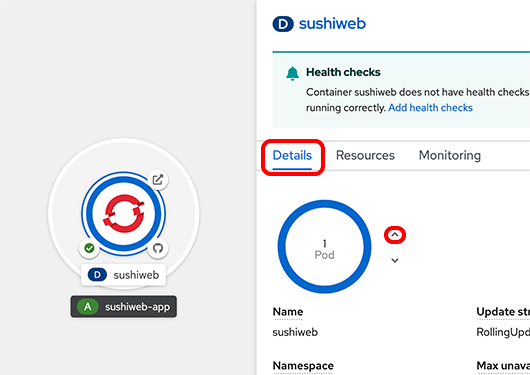 D sushiweb
Health checks
Container sushiweb does not have health checks
running correctly. Add health checks
Details Resources Monitoring
1
Pod
D sushiweb
A sushiweb-app
Name
sushiweb
Namespace
Update str
RollingUpd
Max unava